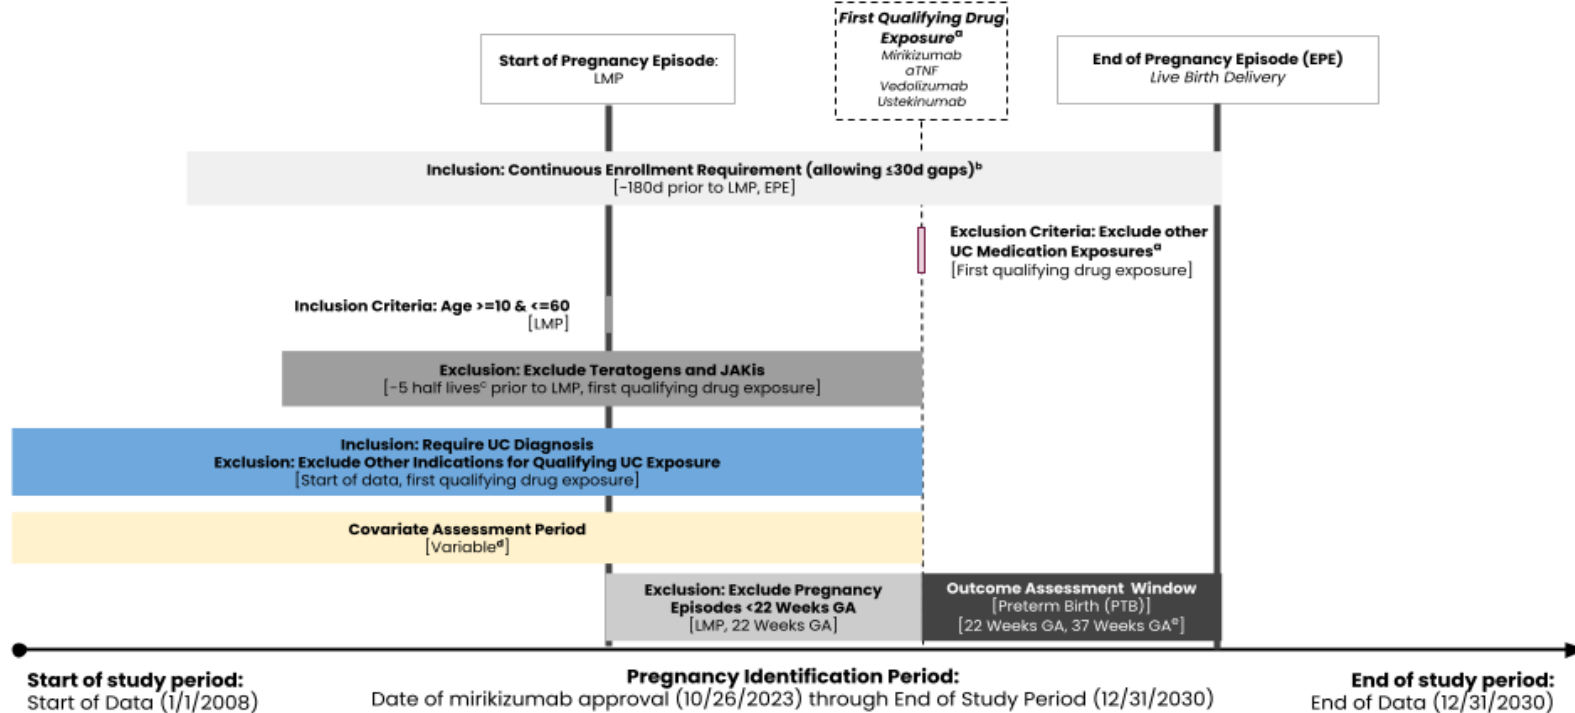 First Qualifying Drug
Exposureᵃ
Mirikizumab
aTNF
Vedolizumab
Ustekinumab
Start of Pregnancy Episode:
LMP
End of Pregnancy Episode (EPE)
Live Birth Delivery
Inclusion: Continuous Enrollment Requirement (allowing ≤30d gaps)ᵇ
[-180d prior to LMP, EPE]
Exclusion Criteria: Exclude other
UC Medication Exposuresᵃ
[First qualifying drug exposure]
Inclusion Criteria: Age >=10 & <=60
[LMP]
Exclusion: Exclude Teratogens and JAKis
[-5 half livesᶜ prior to LMP, first qualifying drug exposure]
Inclusion: Require UC Diagnosis
Exclusion: Exclude Other Indications for Qualifying UC Exposure
[Start of data, first qualifying drug exposure]
Covariate Assessment Period
[Variableᵈ]
Exclusion: Exclude Pregnancy
Episodes <22 Weeks GA
[LMP, 22 Weeks GA]
Outcome Assessment Window
[Preterm Birth (PTB)]
[22 Weeks GA, 37 Weeks GAᵉ]
Start of study period:
Start of Data (1/1/2008)
Pregnancy Identification Period:
Date of mirikizumab approval (10/26/2023) through End of Study Period (12/31/2030)
End of study period:
End of Data (12/31/2030)